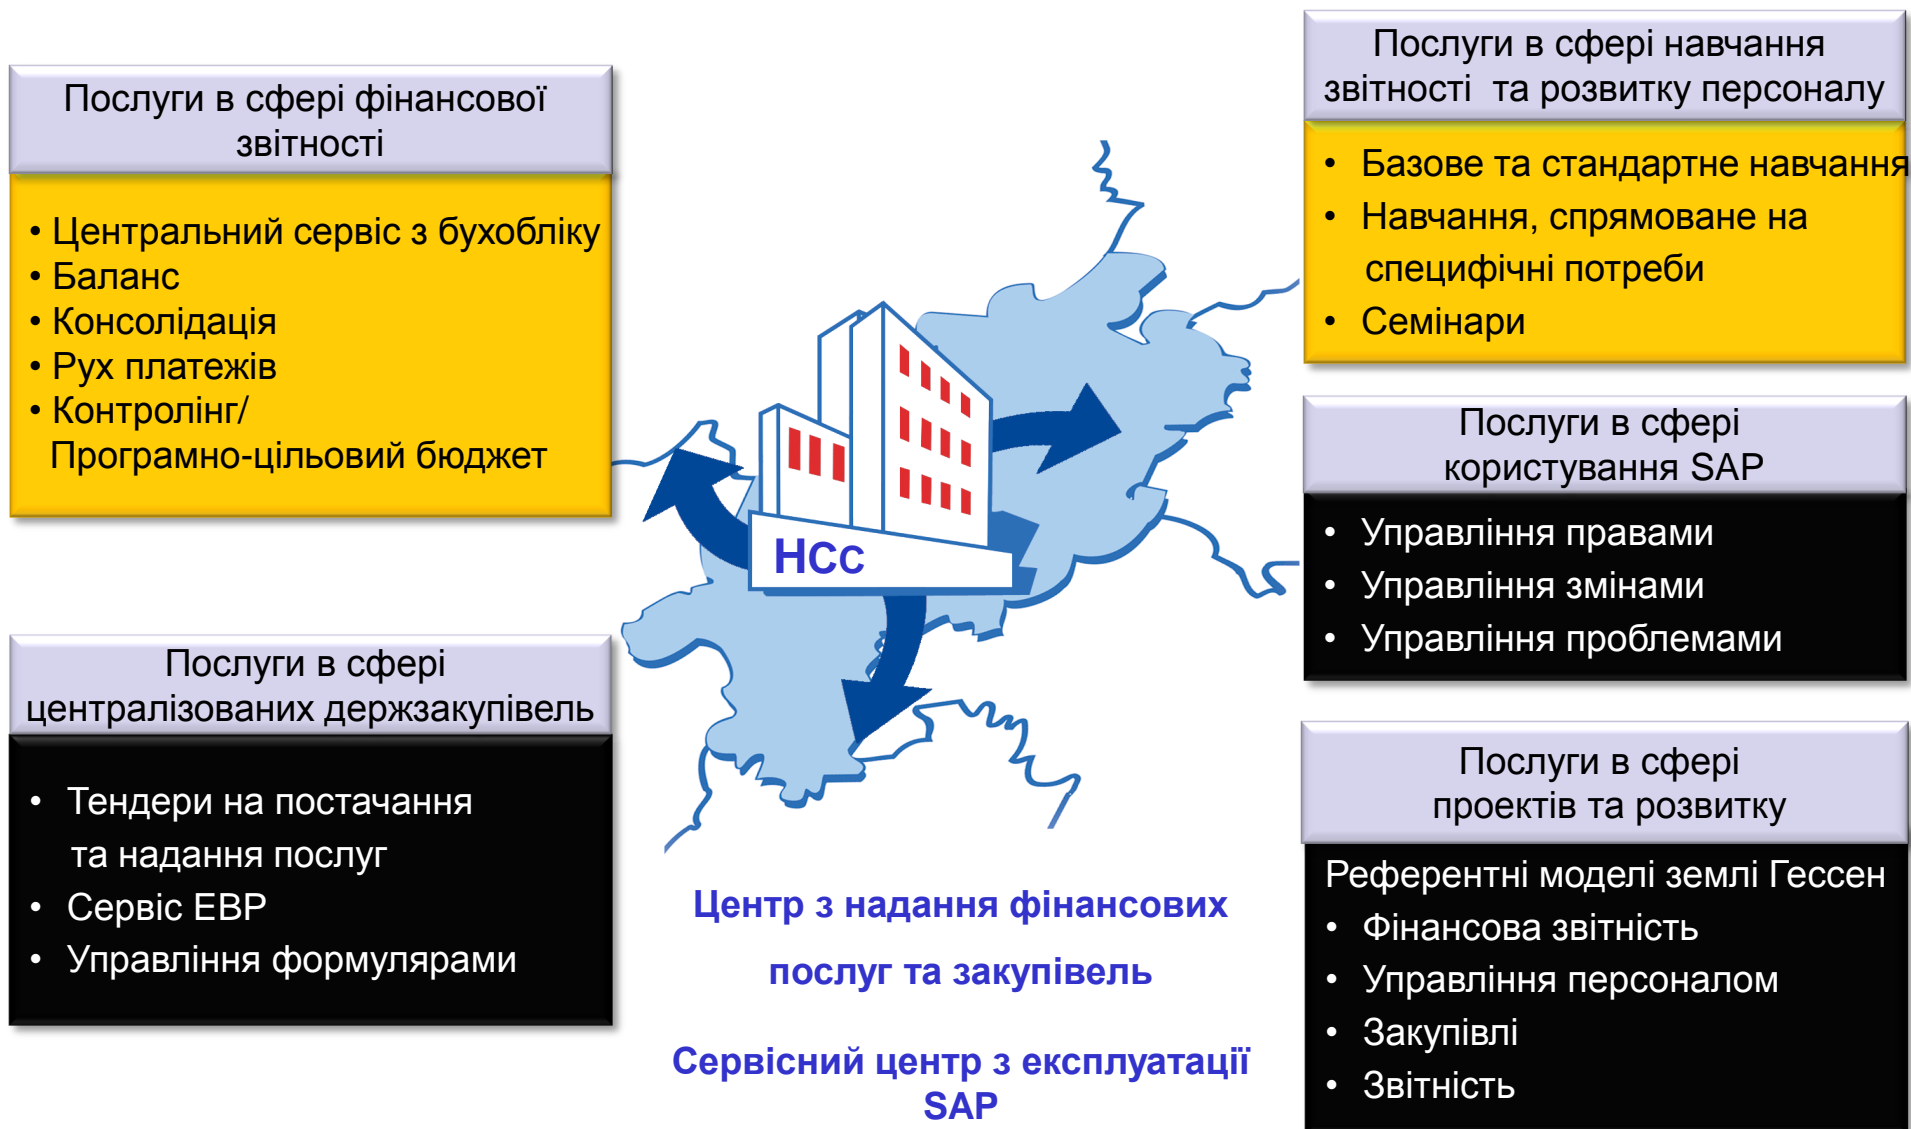 Послуги в сфері фінансової
звітності
• Центральний сервіс з бухобліку
• Баланс
• Консолідація
• Рух платежів
• Контролінг/
Програмно-цільовий бюджет
Послуги в сфері
централізованих держзакупівель
• Тендери на постачання
та надання послуг
• Сервіс ЕВР
• Управління формулярами
НСС
Центр з надання фінансових
послуг та закупівель
Сервісний центр з експлуатації
SAP
Послуги в сфері навчання
звітності та розвитку персоналу
• Базове та стандартне навчання
• Навчання, спрямоване на
специфічні потреби
• Семінари
Послуги в сфері
користування SAP
• Управління правами
• Управління змінами
• Управління проблемами
Послуги в сфері
проектів та розвитку
Референтні моделі землі Гессен
• Фінансова звітність
• Управління персоналом
• Закупівлі
• Звітність